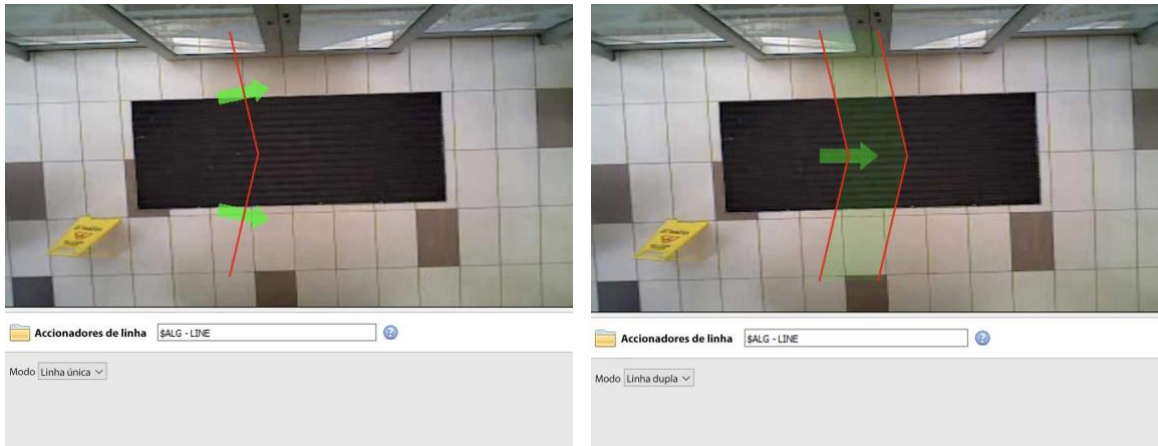 Accionadores de linha $ALG - LINE
Modo Linha única
Accionadores de linha $ALG - LINE
Modo Linha dupla